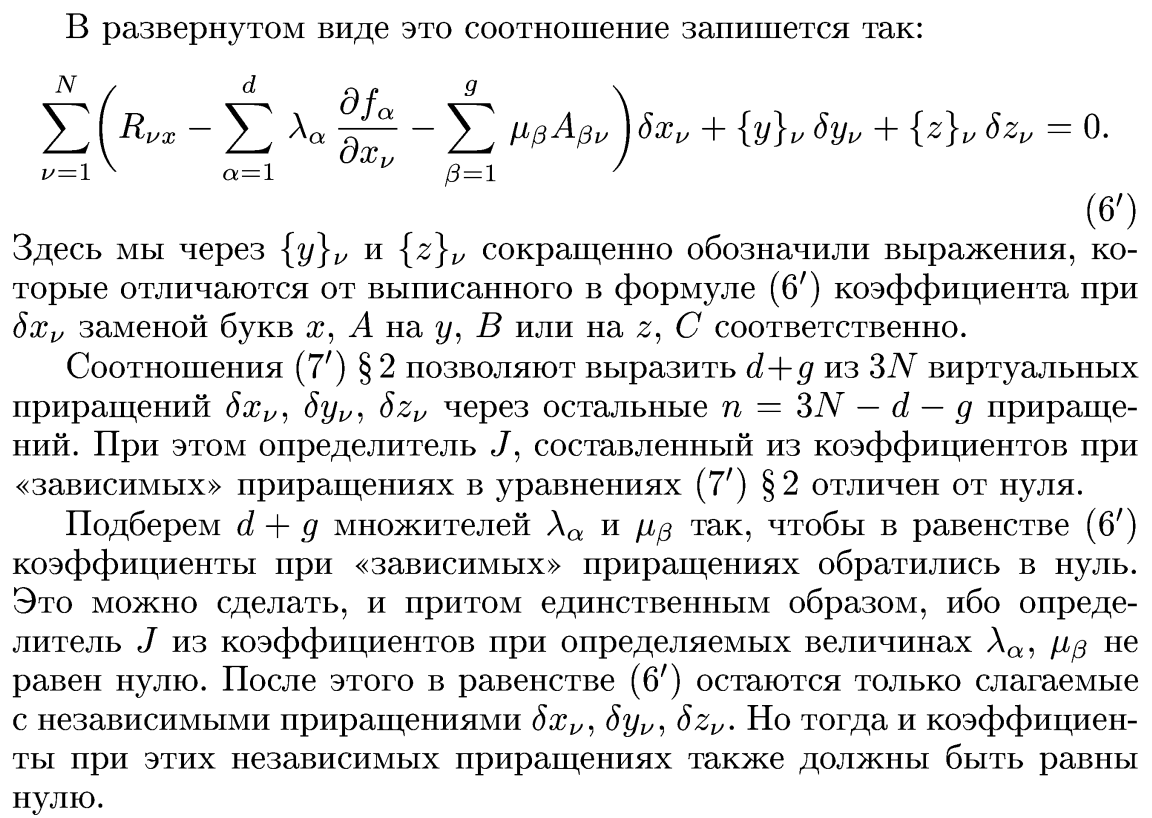 В развернутом виде это соотношение запишется так:
$$\sum_{\nu=1}^{N}\left(R_{\nu x} - \sum_{\alpha=1}^{d} \lambda_\alpha \frac{\partial f_\alpha}{\partial x_\nu} - \sum_{\beta=1}^{g} \mu_\beta A_{\beta\nu}\right)\delta x_\nu + \{y\}_\nu\, \delta y_\nu + \{z\}_\nu\, \delta z_\nu = 0.$$
(6′)
Здесь мы через $\{y\}_\nu$ и $\{z\}_\nu$ сокращенно обозначили выражения, ко-
торые отличаются от выписанного в формуле (6′) коэффициента при
$\delta x_\nu$ заменой букв $x$, $A$ на $y$, $B$ или на $z$, $C$ соответственно.
Соотношения (7′) § 2 позволяют выразить $d+g$ из $3N$ виртуальных
приращений $\delta x_\nu$, $\delta y_\nu$, $\delta z_\nu$ через остальные $n = 3N - d - g$ прираще-
ний. При этом определитель $J$, составленный из коэффициентов при
«зависимых» приращениях в уравнениях (7′) § 2 отличен от нуля.
Подберем $d + g$ множителей $\lambda_\alpha$ и $\mu_\beta$ так, чтобы в равенстве (6′)
коэффициенты при «зависимых» приращениях обратились в нуль.
Это можно сделать, и притом единственным образом, ибо опреде-
литель $J$ из коэффициентов при определяемых величинах $\lambda_\alpha$, $\mu_\beta$ не
равен нулю. После этого в равенстве (6′) остаются только слагаемые
с независимыми приращениями $\delta x_\nu$, $\delta y_\nu$, $\delta z_\nu$. Но тогда и коэффициен-
ты при этих независимых приращениях также должны быть равны
нулю.